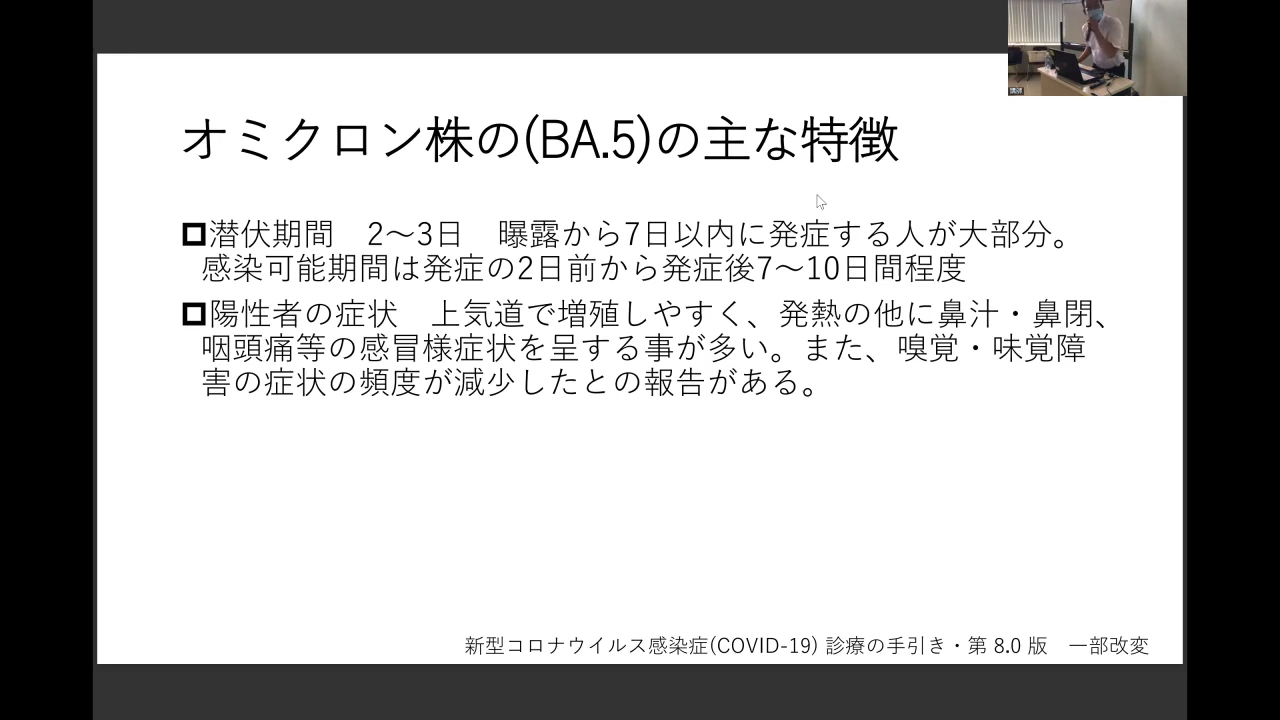 オミクロン株の(BA.5)の主な特徴
潜伏期間　2～3日　曝露から7日以内に発症する人が大部分。
感染可能期間は発症の2日前から発症後7～10日間程度
陽性者の症状　上気道で増殖しやすく、発熱の他に鼻汁・鼻閉、
咽頭痛等の感冒様症状を呈する事が多い。また、嗅覚・味覚障
害の症状の頻度が減少したとの報告がある。
新型コロナウイルス感染症(COVID-19) 診療の手引き・第 8.0 版　一部改変